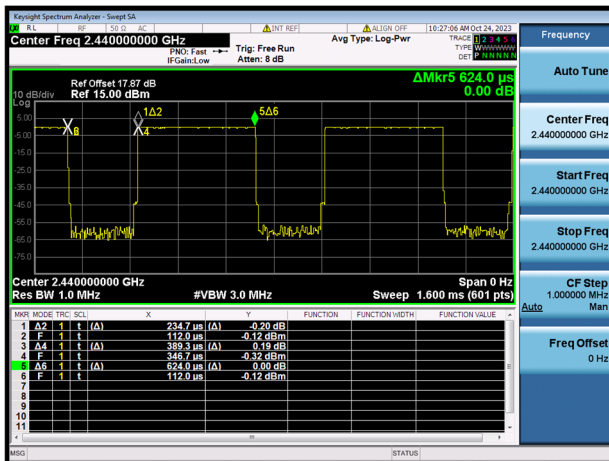 Keysight Spectrum Analyzer - Swept SA
RL RF 50 Ω AC INT REF ALIGN OFF 10:27:06 AM Oct 24, 2023
Center Freq 2.440000000 GHz Avg Type: Log-Pwr TRACE 1 2 3 4 5 6
PNO: Fast Trig: Free Run TYPE WWWWWW
IFGain:Low Atten: 8 dB DET P N N N N N
ΔMkr5 624.0 µs
0.00 dB
Ref Offset 17.87 dB
10 dB/div Ref 15.00 dBm
Log
1Δ2 5Δ6
5.00
4
-5.00
-15.0
-25.0
-35.0
-45.0
-55.0
-65.0
-75.0
Center 2.440000000 GHz Span 0 Hz
Res BW 1.0 MHz #VBW 3.0 MHz Sweep 1.600 ms (601 pts)
MKR MODE TRC SCL X Y FUNCTION FUNCTION WIDTH FUNCTION VALUE
1 Δ2 1 t (Δ) 234.7 µs (Δ) -0.20 dB
2 F 1 t 112.0 µs -0.12 dBm
3 Δ4 1 t (Δ) 389.3 µs (Δ) 0.19 dB
4 F 1 t 346.7 µs -0.32 dBm
5 Δ6 1 t (Δ) 624.0 µs (Δ) 0.00 dB
6 F 1 t 112.0 µs -0.12 dBm
7
8
9
10
11
MSG STATUS
Frequency
Auto Tune
Center Freq
2.440000000 GHz
Start Freq
2.440000000 GHz
Stop Freq
2.440000000 GHz
CF Step
1.000000 MHz
Auto Man
Freq Offset
0 Hz